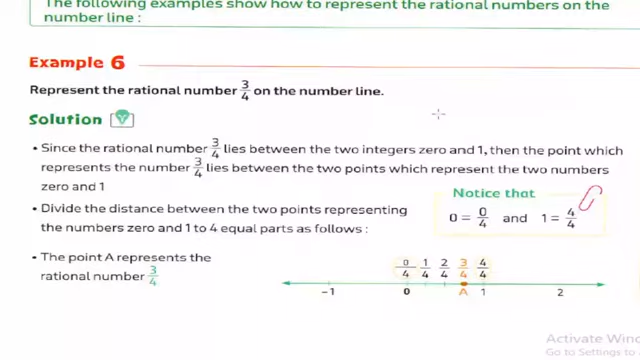 The following examples show how to represent the rational numbers on the
number line :
Example 6
Represent the rational number 3/4 on the number line.
Solution
• Since the rational number 3/4 lies between the two integers zero and 1, then the point which
represents the number 3/4 lies between the two points which represent the two numbers
zero and 1
Notice that
0 = 0/4 and 1 = 4/4
• Divide the distance between the two points representing
the numbers zero and 1 to 4 equal parts as follows :
• The point A represents the
rational number 3/4
0/4 1/4 2/4 3/4 4/4
-1 0 A 1 2
Activate Wind
Go to Settings to